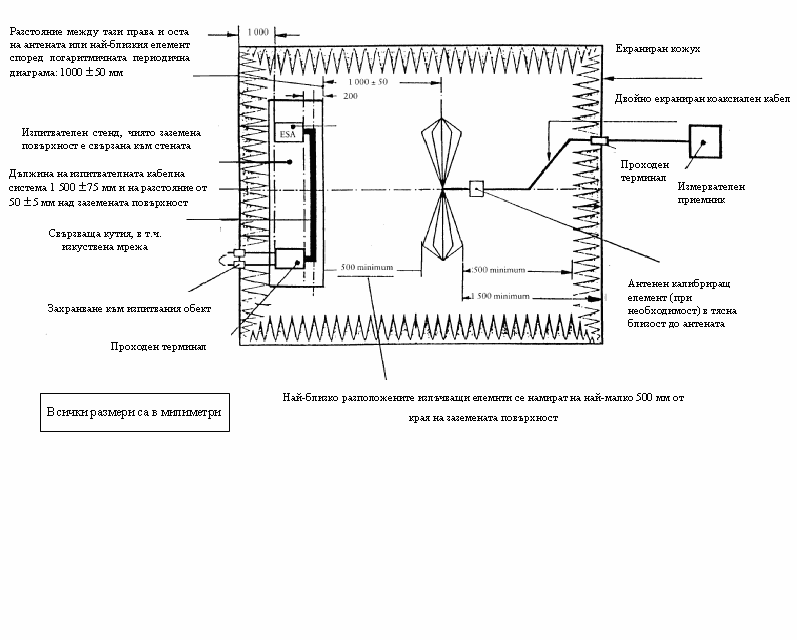 Разстояние между тази права и оста
на антената или най-близкия елемент
според логаритмичната периодична
диаграма: 1000 ± 50 мм
1 000
Екраниран кожух
1 000 ± 50
200
Двойно екраниран коаксиален кабел
ESA
Изпитвателен стенд, чиято заземена
повърхност е свързана към стената
Проходен
терминал
Измервателен
приемник
Дължина на изпитвателната кабелна
система 1 500 ±75 мм и на разстояние от
50 ±5 мм над заземената повърхност
Свързваща кутия, в т.ч.
изкуствена мрежа
500 minimum
500 minimum
1 500 minimum
Антенен калибриращ
елемент (при
необходимост) в тясна
близост до антената
Захранване към изпитвания обект
Проходен терминал
Най-близко разположените излъчващи елемнти се намират на най-малко 500 мм от
края на заземената повърхност
Всички размери са в милиметри